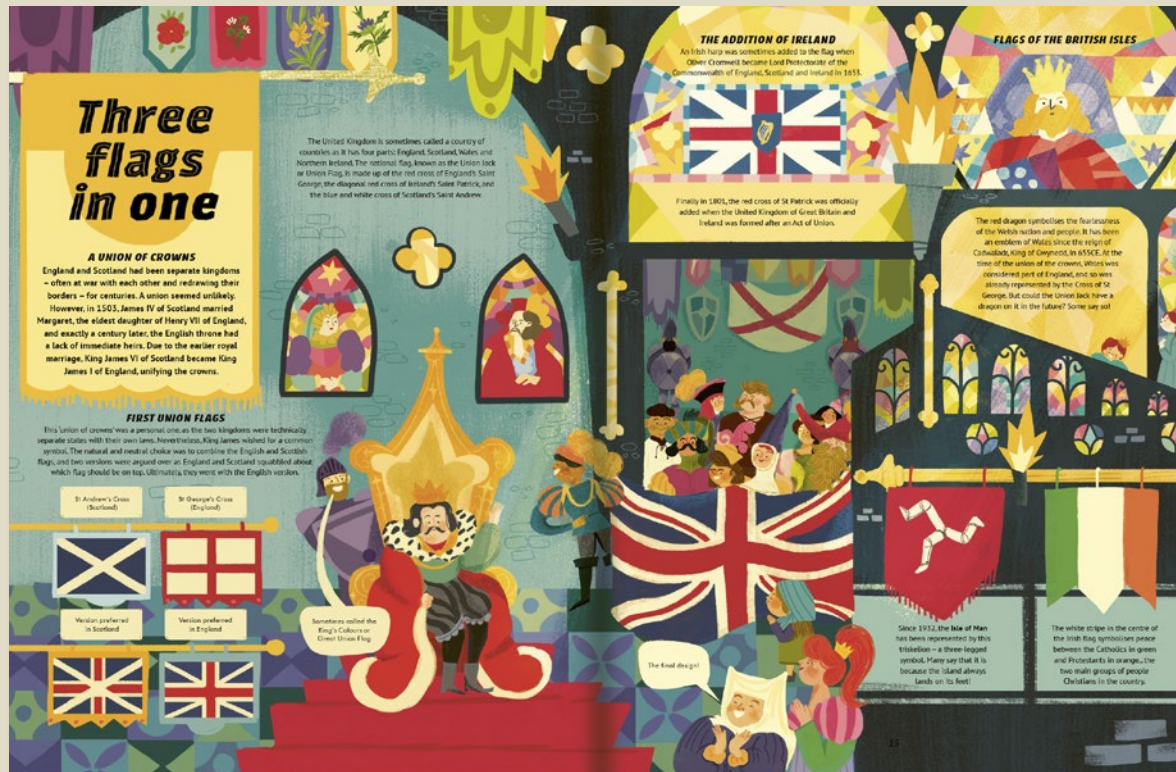 Three
flags
in one
A UNION OF CROWNS
England and Scotland had been separate kingdoms
– often at war with each other and redrawing their
borders – for centuries. A union seemed unlikely.
However, in 1503, James IV of Scotland married
Margaret, the eldest daughter of Henry VII of England,
and exactly a century later, the English throne had
a lack of immediate heirs. Due to the earlier royal
marriage, King James VI of Scotland became King
James I of England, unifying the crowns.
The United Kingdom is sometimes called a country of
countries as it has four parts: England, Scotland, Wales and
Northern Ireland. The national flag, known as the Union Jack
or Union Flag, is made up of the red cross of England's Saint
George, the diagonal red cross of Ireland's Saint Patrick, and
the blue and white cross of Scotland's Saint Andrew.
FIRST UNION FLAGS
This 'union of crowns' was a personal one, as the two kingdoms were technically
separate states with their own laws. Nevertheless, King James wished for a common
symbol. The natural and neutral choice was to combine the English and Scottish
flags, and two versions were argued over as England and Scotland squabbled about
which flag should be on top. Ultimately, they went with the English version.
St Andrew's Cross
(Scotland)
St George's Cross
(England)
Version preferred
in Scotland
Version preferred
in England
Sometimes called the
King's Colours or
Great Union Flag
THE ADDITION OF IRELAND
An Irish harp was sometimes added to the flag when
Oliver Cromwell became Lord Protectorate of the
Commonwealth of England, Scotland and Ireland in 1653.
Finally in 1801, the red cross of St Patrick was officially
added when the United Kingdom of Great Britain and
Ireland was formed after an Act of Union.
The final design!
FLAGS OF THE BRITISH ISLES
The red dragon symbolises the fearlessness
of the Welsh nation and people. It has been
an emblem of Wales since the reign of
Cadwaladr, King of Gwynedd, in 655CE. At the
time of the union of the crowns, Wales was
considered part of England, and so was
already represented by the Cross of St
George. But could the Union Jack have a
dragon on it in the future? Some say so!
Since 1932, the Isle of Man
has been represented by this
triskelion – a three-legged
symbol. Many say that it is
because the island always
lands on its feet!
The white stripe in the centre of
the Irish flag symbolises peace
between the Catholics in green
and Protestants in orange, the
two main groups of people
Christians in the country.
15